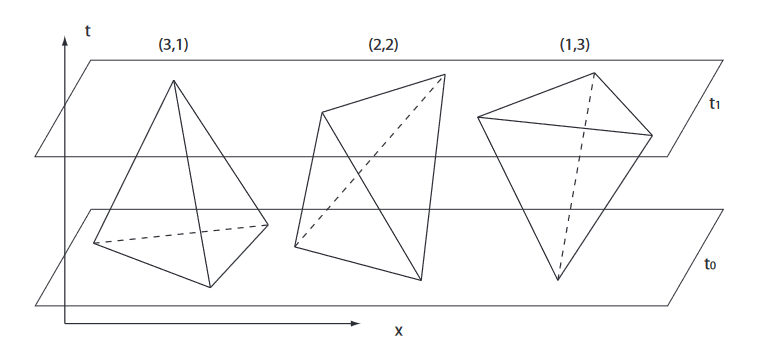 t
(3,1) (2,2) (1,3)
t₁
t₀
x